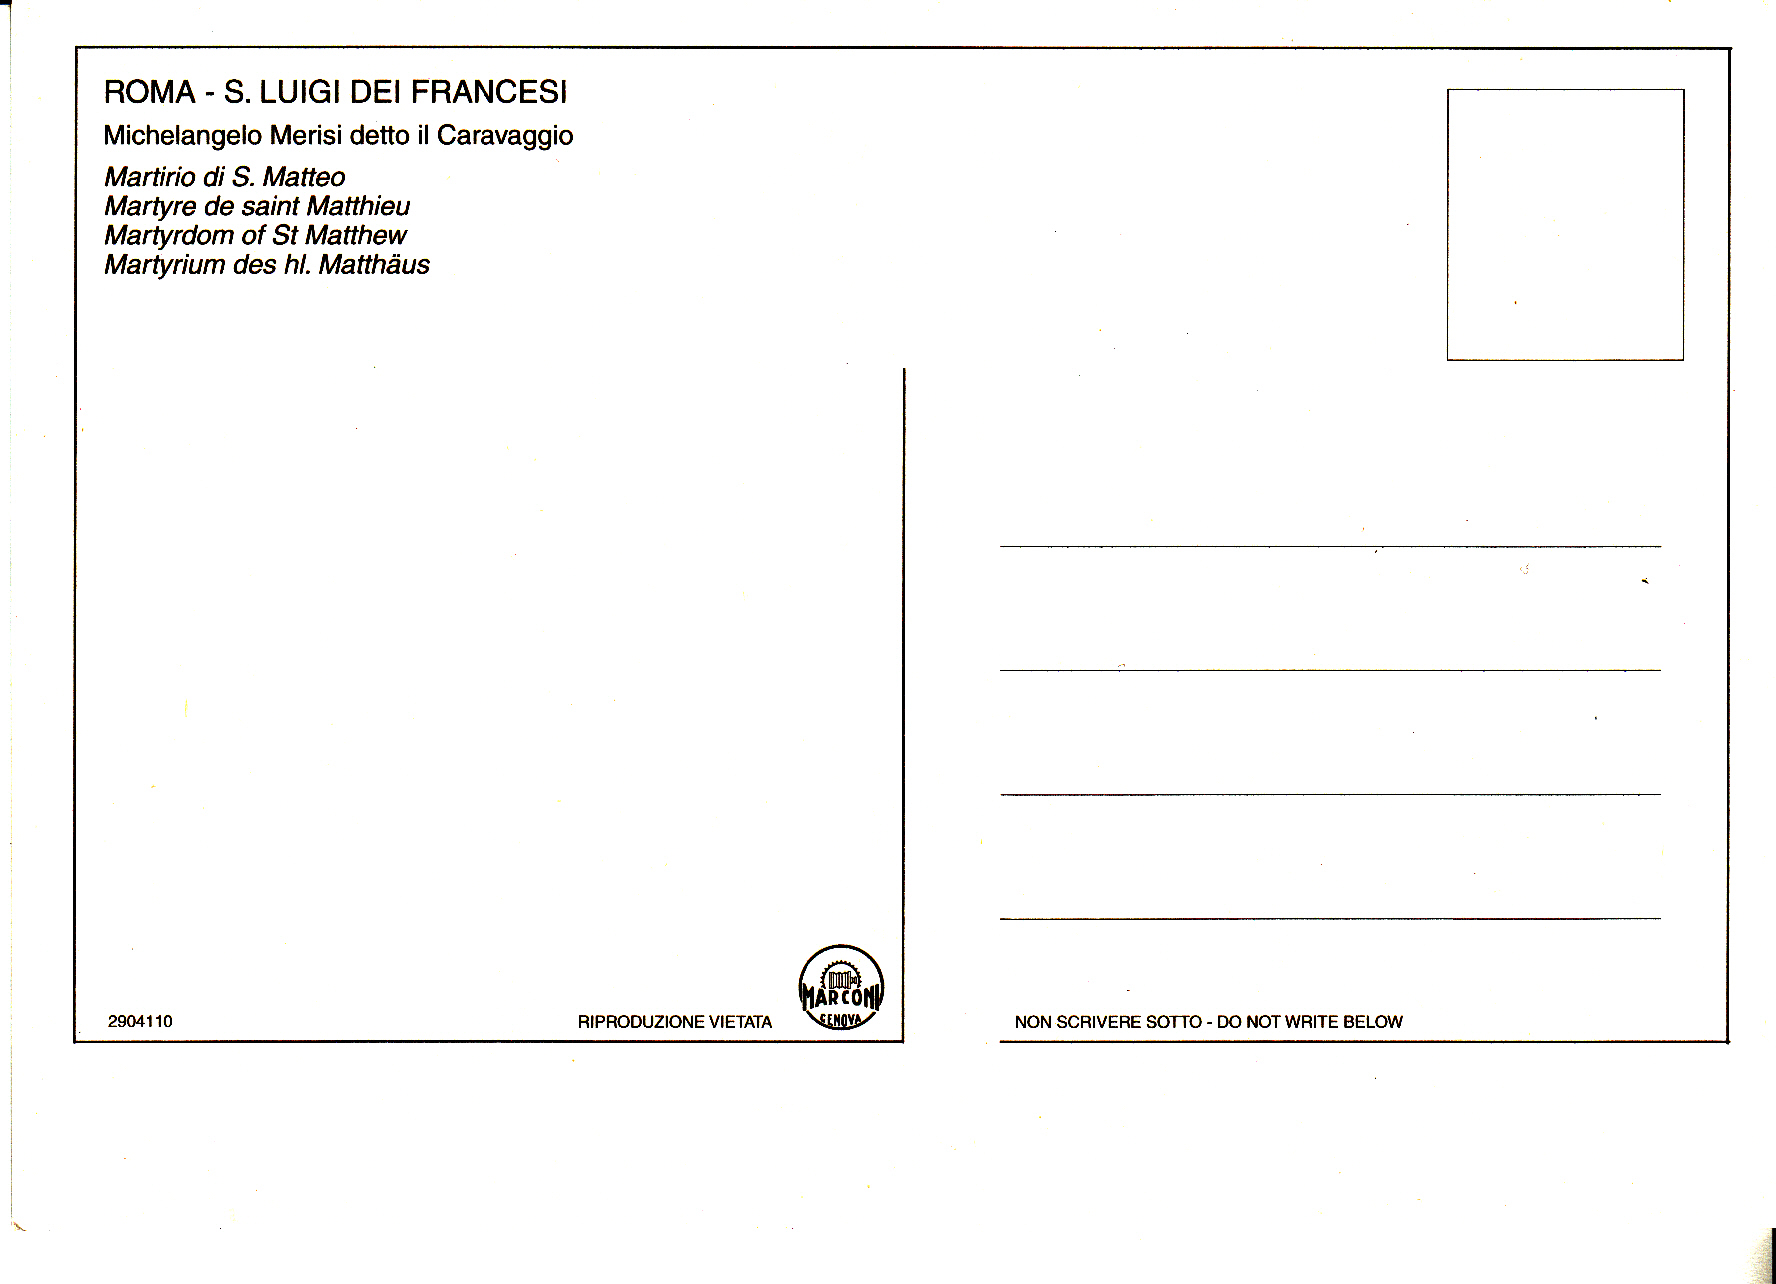 ROMA - S. LUIGI DEI FRANCESI
Michelangelo Merisi detto il Caravaggio
Martirio di S. Matteo
Martyre de saint Matthieu
Martyrdom of St Matthew
Martyrium des hl. Matthäus
2904110
RIPRODUZIONE VIETATA
MARCONI
GENOVA
NON SCRIVERE SOTTO - DO NOT WRITE BELOW